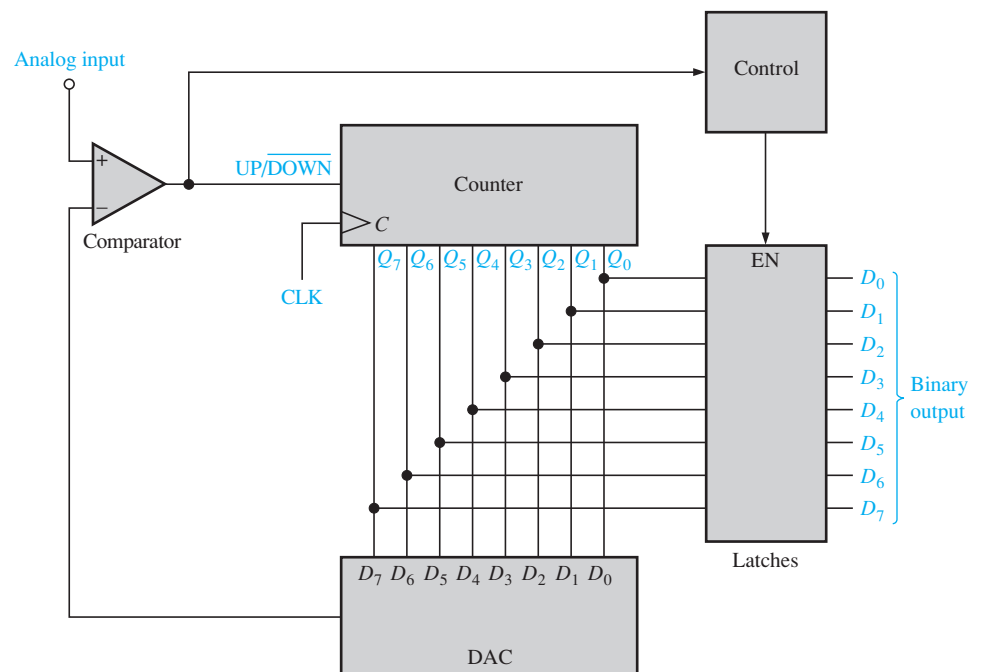 Analog input
Control
+
UP/D̅O̅W̅N̅
Counter
−
C
Comparator
Q₇ Q₆ Q₅ Q₄ Q₃ Q₂ Q₁ Q₀
EN
CLK
D₀
D₁
D₂
D₃
Binary
output
D₄
D₅
D₆
D₇
Latches
D₇ D₆ D₅ D₄ D₃ D₂ D₁ D₀
DAC